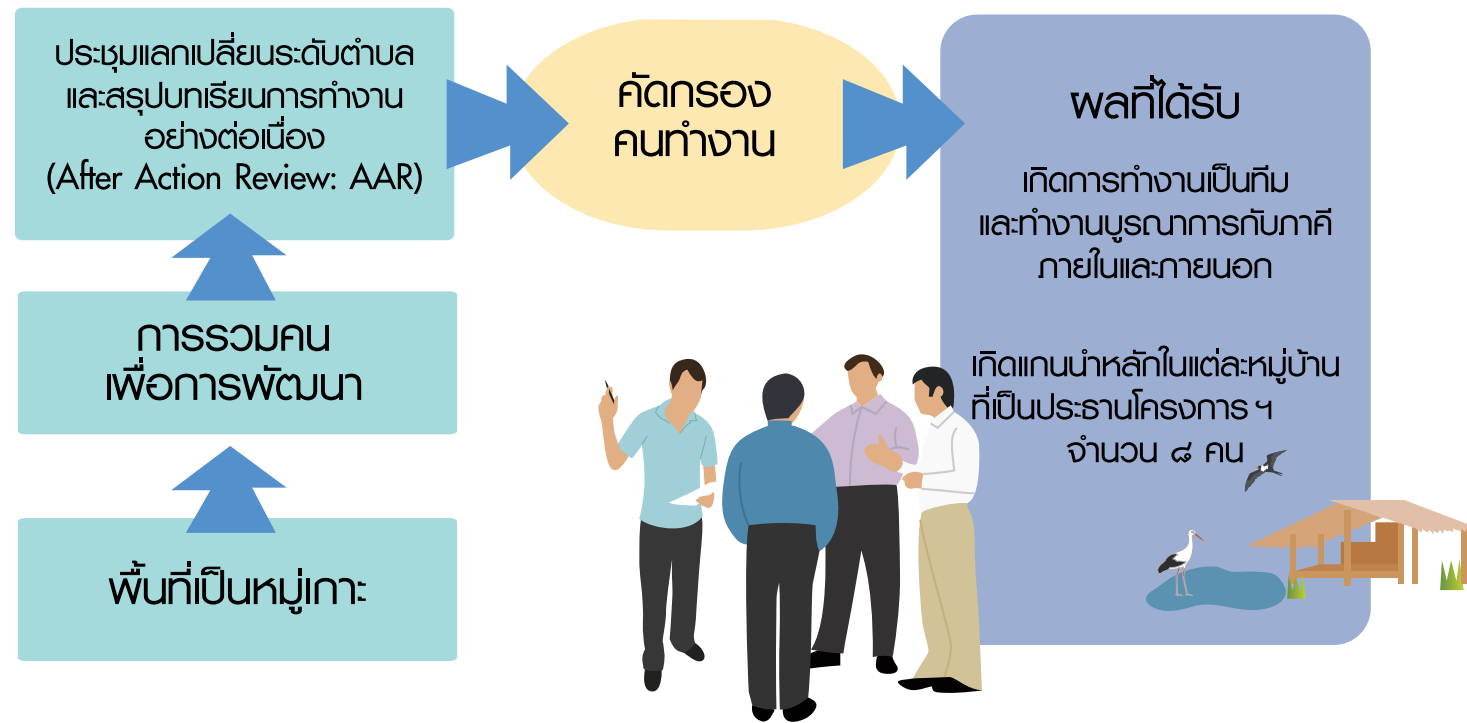 ประชุมแลกเปลี่ยนระดับตำบล
และสรุปบทเรียนการทำงาน
อย่างต่อเนื่อง
(After Action Review: AAR)
การรวมคน
เพื่อการพัฒนา
พื้นที่เป็นหมู่เกาะ
คัดกรอง
คนทำงาน
ผลที่ได้รับ
เกิดการทำงานเป็นทีม
และทำงานบูรณาการกับภาคี
ภายในและภายนอก
เกิดแกนนำหลักในแต่ละหมู่บ้าน
ที่เป็นประธานโครงการ ฯ
จำนวน ๘ คน